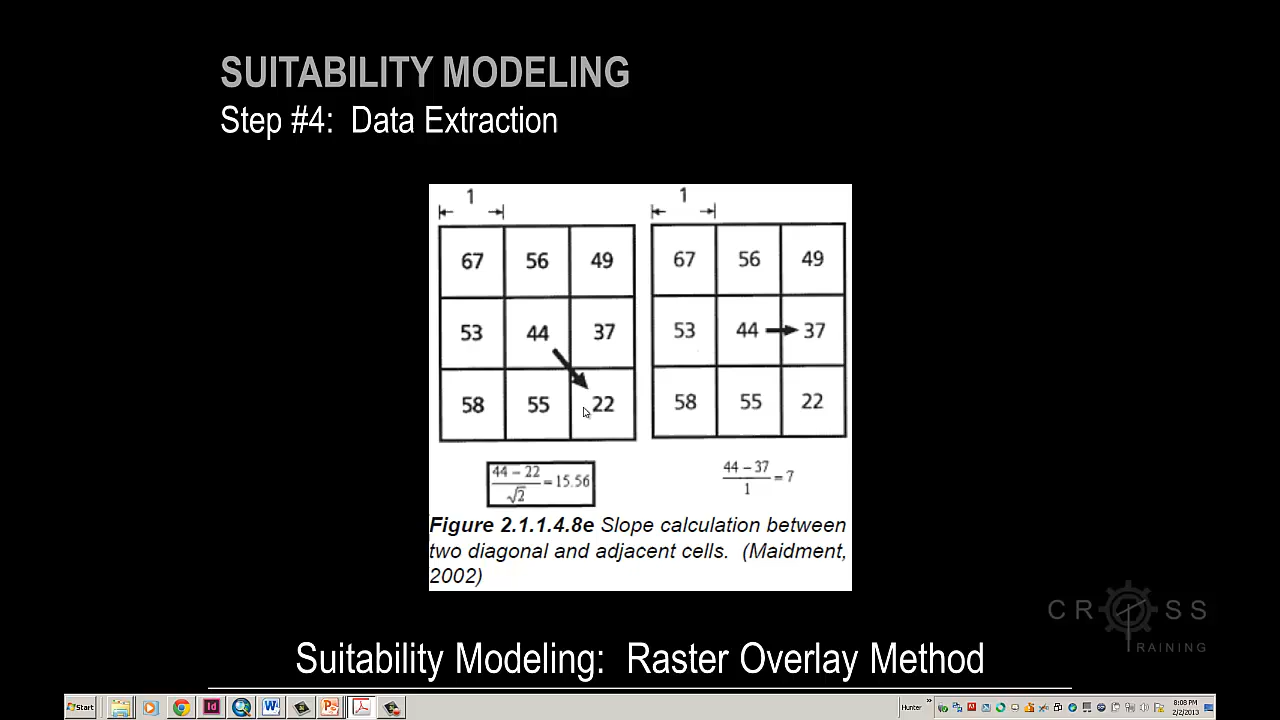 SUITABILITY MODELING
Step #4: Data Extraction
1 1
67 56 49 67 56 49
53 44 37 53 44 37
58 55 22 58 55 22
44 – 22
√2
= 15.56
44 – 37
1
= 7
Figure 2.1.1.4.8e Slope calculation between
two diagonal and adjacent cells. (Maidment,
2002)
CROSS
TRAINING
Suitability Modeling: Raster Overlay Method
Start
Hunter
8:08 PM
2/2/2013